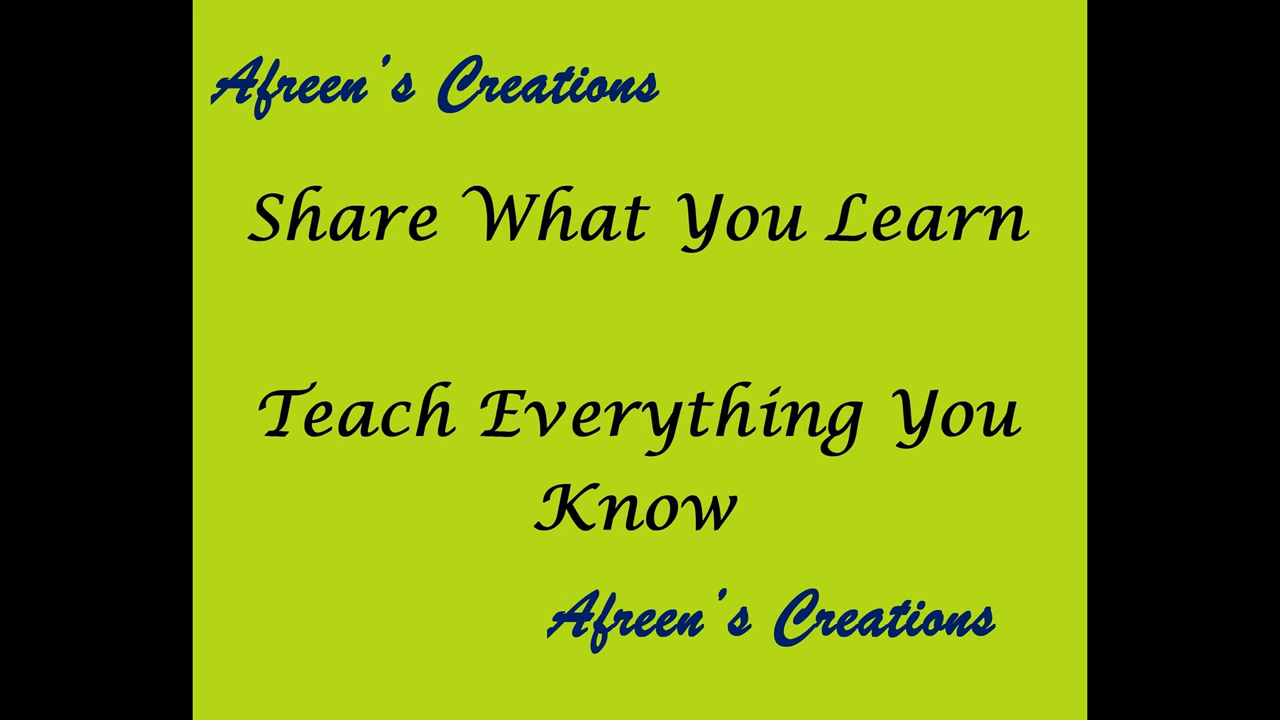 Afreen's Creations
Share What You Learn
Teach Everything You
Know
Afreen's Creations